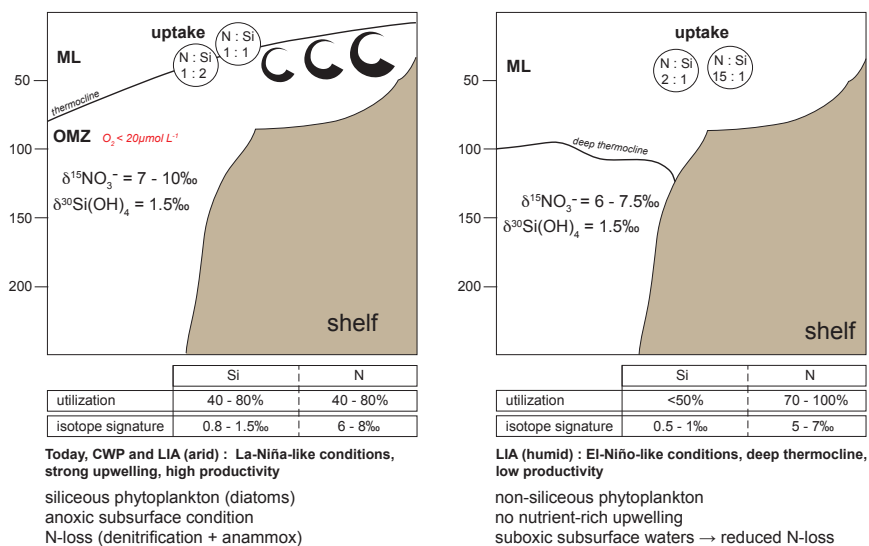 uptake
N : Si
1 : 1
N : Si
1 : 2
ML
50
thermocline
OMZ O₂ < 20µmol L⁻¹
100
δ¹⁵NO₃⁻ = 7 - 10‰
δ³⁰Si(OH)₄ = 1.5‰
150
200
shelf
Si N
utilization 40 - 80% 40 - 80%
isotope signature 0.8 - 1.5‰ 6 - 8‰
Today, CWP and LIA (arid) : La-Niña-like conditions,
strong upwelling, high productivity
siliceous phytoplankton (diatoms)
anoxic subsurface condition
N-loss (denitrification + anammox)
uptake
N : Si
2 : 1
N : Si
15 : 1
ML
50
100
deep thermocline
δ¹⁵NO₃⁻ = 6 - 7.5‰
δ³⁰Si(OH)₄ = 1.5‰
150
200
shelf
Si N
utilization <50% 70 - 100%
isotope signature 0.5 - 1‰ 5 - 7‰
LIA (humid) : El-Niño-like conditions, deep thermocline,
low productivity
non-siliceous phytoplankton
no nutrient-rich upwelling
suboxic subsurface waters → reduced N-loss